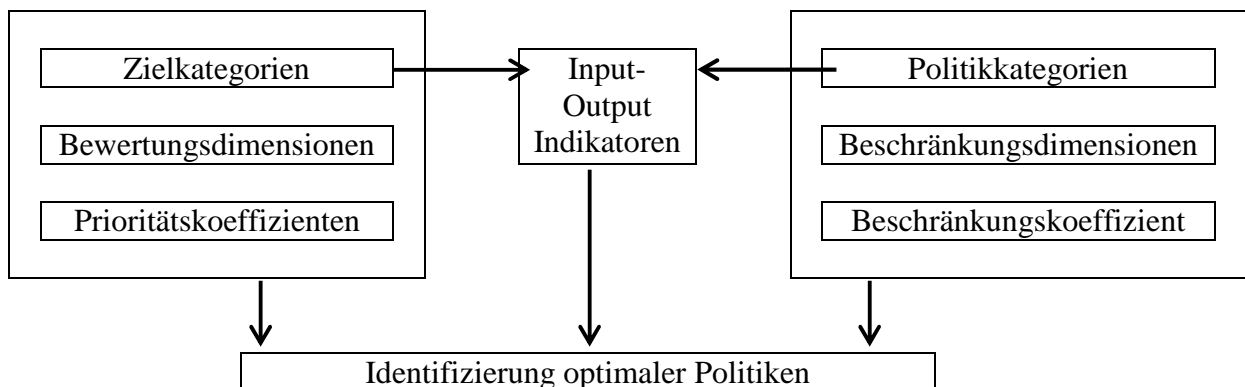 Zielkategorien
Bewertungsdimensionen
Prioritätskoeffizienten
Input-
Output
Indikatoren
Politikkategorien
Beschränkungsdimensionen
Beschränkungskoeffizient
Identifizierung optimaler Politiken